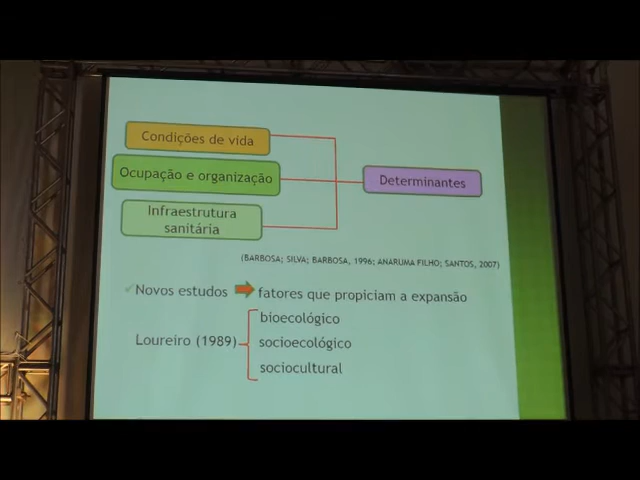 Condições de vida
Ocupação e organização
Determinantes
Infraestrutura
sanitária
(BARBOSA; SILVA; BARBOSA, 1996; ANARUMA FILHO; SANTOS, 2007)
Novos estudos fatores que propiciam a expansão
bioecológico
Loureiro (1989) socioecológico
sociocultural